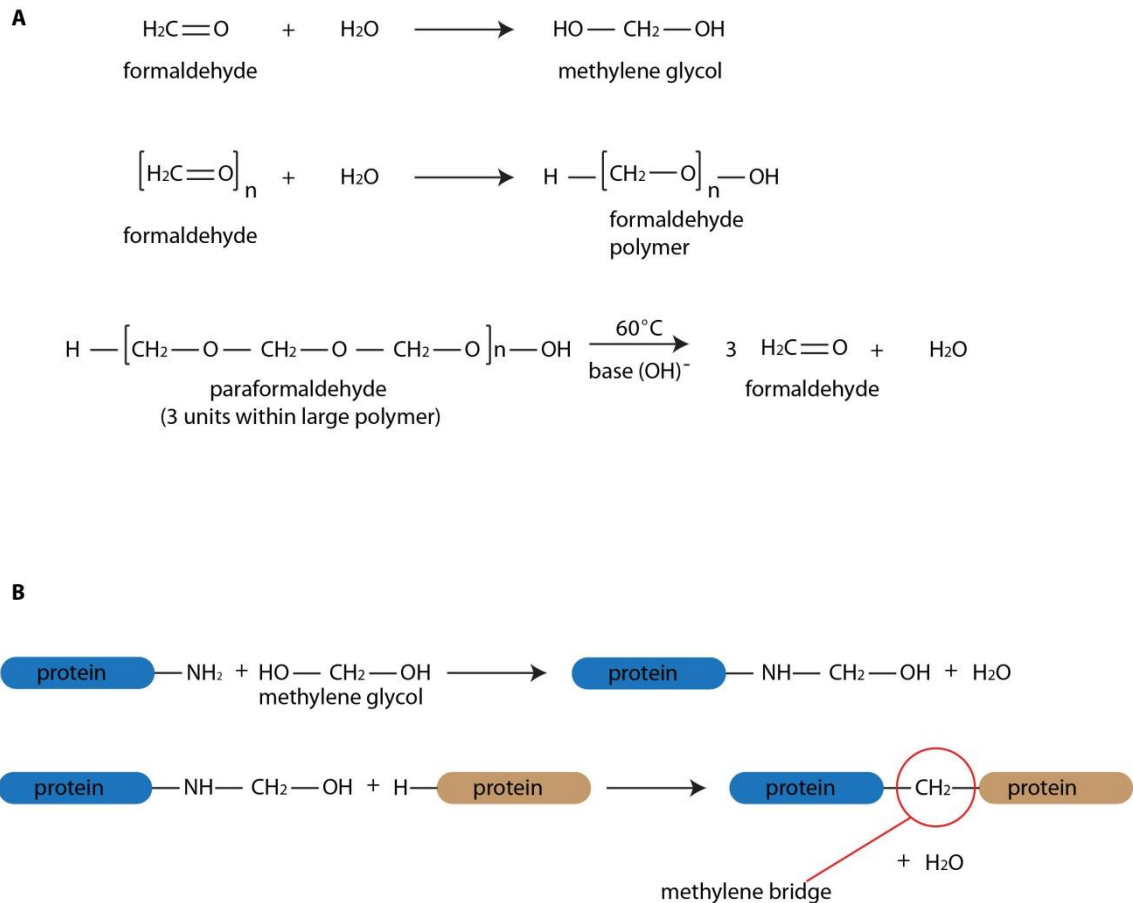 A
H₂C=O + H₂O → HO—CH₂—OH
formaldehyde methylene glycol
[H₂C=O]n + H₂O → H—[CH₂—O]n—OH
formaldehyde formaldehyde
polymer
H—[CH₂—O—CH₂—O—CH₂—O]n—OH 60°C base (OH)⁻ → 3 H₂C=O + H₂O
paraformaldehyde formaldehyde
(3 units within large polymer)
B
protein—NH₂ + HO—CH₂—OH → protein—NH—CH₂—OH + H₂O
methylene glycol
protein—NH—CH₂—OH + H—protein → protein—CH₂—protein
+ H₂O
methylene bridge